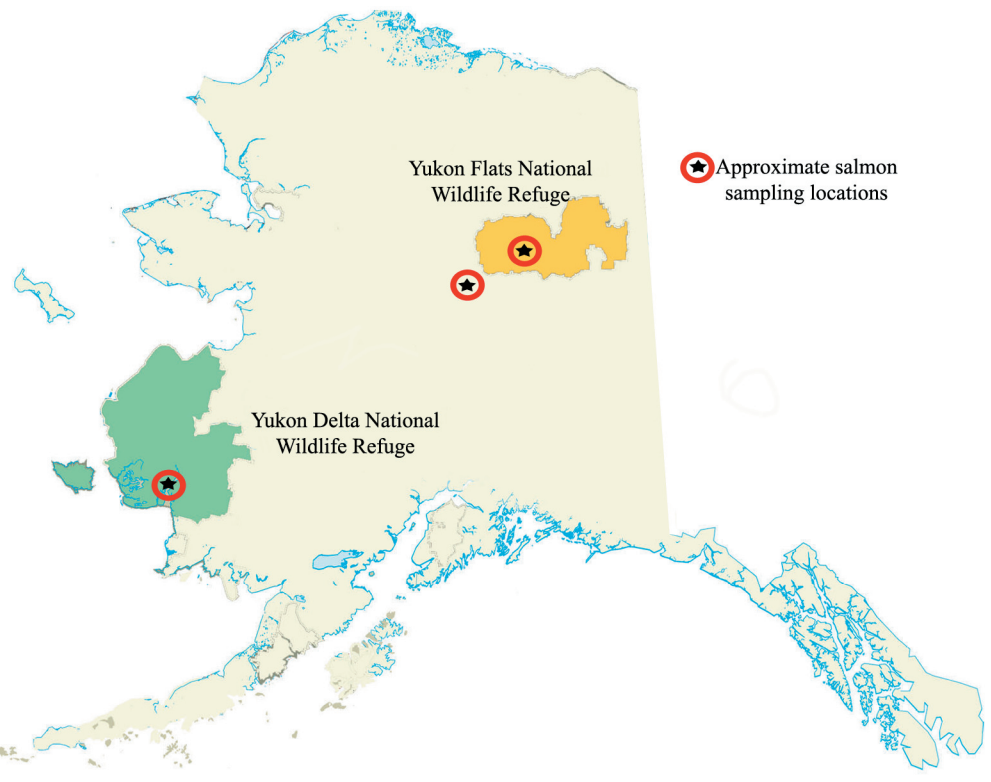 Yukon Flats National
Wildlife Refuge
Approximate salmon
sampling locations
Yukon Delta National
Wildlife Refuge